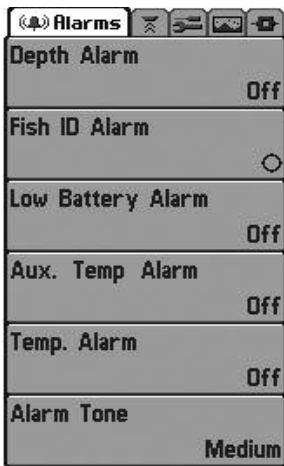 Alarms
Depth Alarm
Off
Fish ID Alarm
Low Battery Alarm
Off
Aux. Temp Alarm
Off
Temp. Alarm
Off
Alarm Tone
Medium